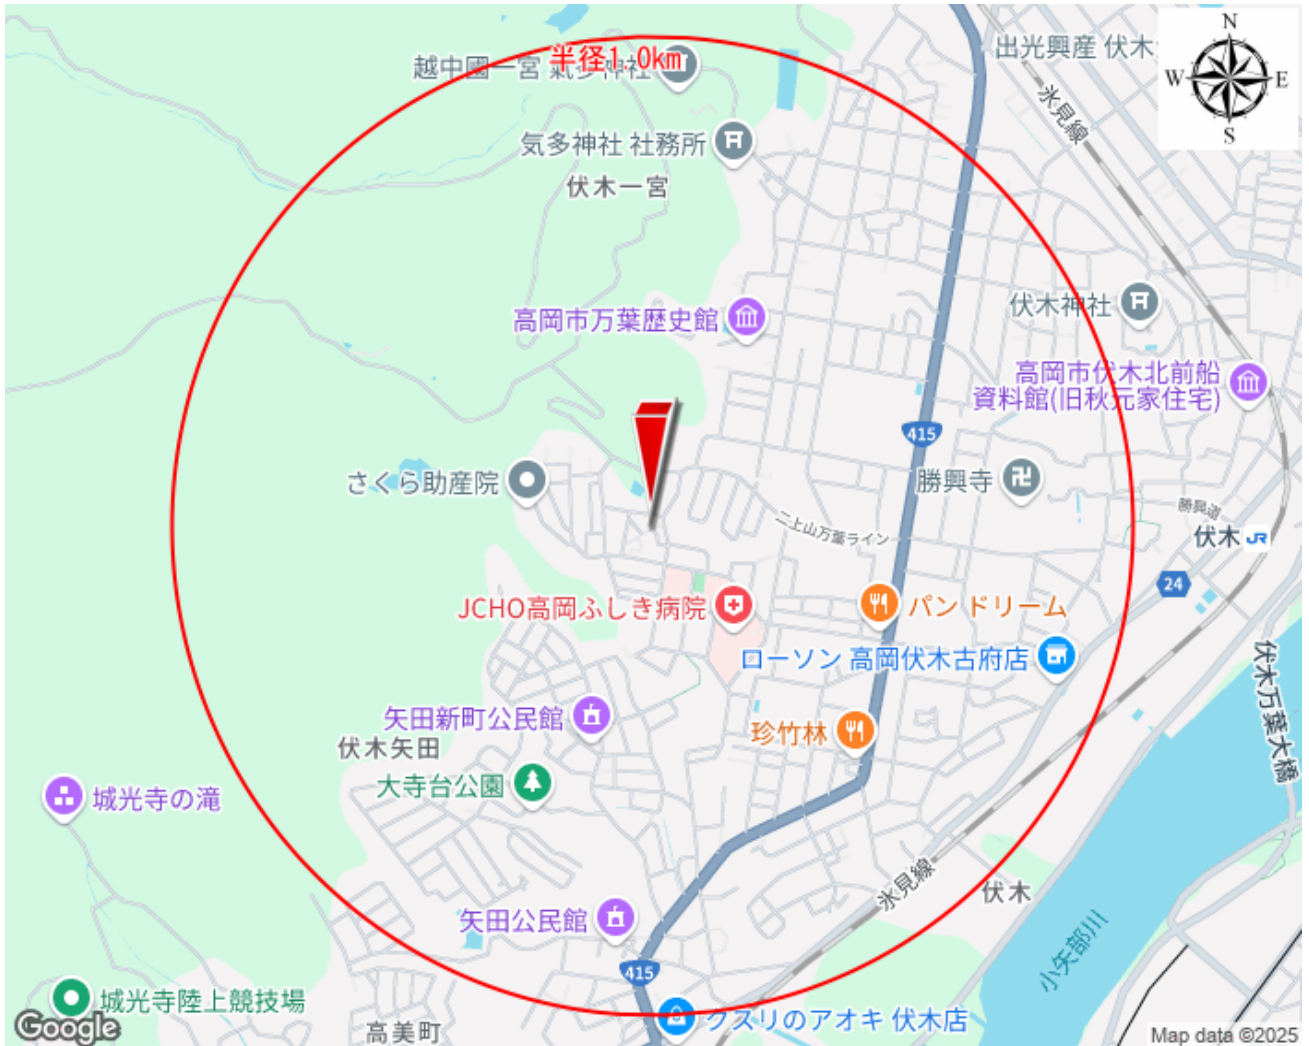 半径1.0km
越中國一宮 氣多神社
出光興産 伏木
N
W
E
S
氷見線
気多神社 社務所
伏木一宮
高岡市万葉歴史館
伏木神社
高岡市伏木北前船
資料館(旧秋元家住宅)
415
さくら助産院
勝興寺
二上山万葉ライン
勝興道
伏木
JR
24
JCHO高岡ふしき病院
パン ドリーム
ローソン 高岡伏木古府店
伏木万葉大橋
矢田新町公民館
珍竹林
伏木矢田
大寺台公園
城光寺の滝
氷見線
伏木
矢田公民館
小矢部川
415
城光寺陸上競技場
クスリのアオキ 伏木店
高美町
Google
Map data ©2025